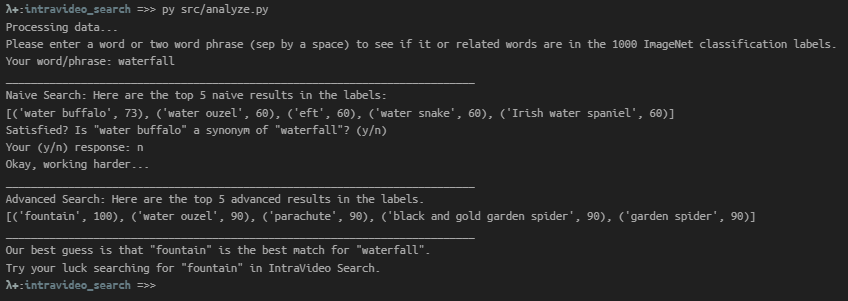 λ+:intravideo_search =>> py src/analyze.py
Processing data...
Please enter a word or two word phrase (sep by a space) to see if it or related words are in the 1000 ImageNet classification labels.
Your word/phrase: waterfall
Naive Search: Here are the top 5 naive results in the labels:
[('water buffalo', 73), ('water ouzel', 60), ('eft', 60), ('water snake', 60), ('Irish water spaniel', 60)]
Satisfied? Is "water buffalo" a synonym of "waterfall"? (y/n)
Your (y/n) response: n
Okay, working harder...
Advanced Search: Here are the top 5 advanced results in the labels.
[('fountain', 100), ('water ouzel', 90), ('parachute', 90), ('black and gold garden spider', 90), ('garden spider', 90)]
Our best guess is that "fountain" is the best match for "waterfall".
Try your luck searching for "fountain" in IntraVideo Search.
λ+:intravideo_search =>>